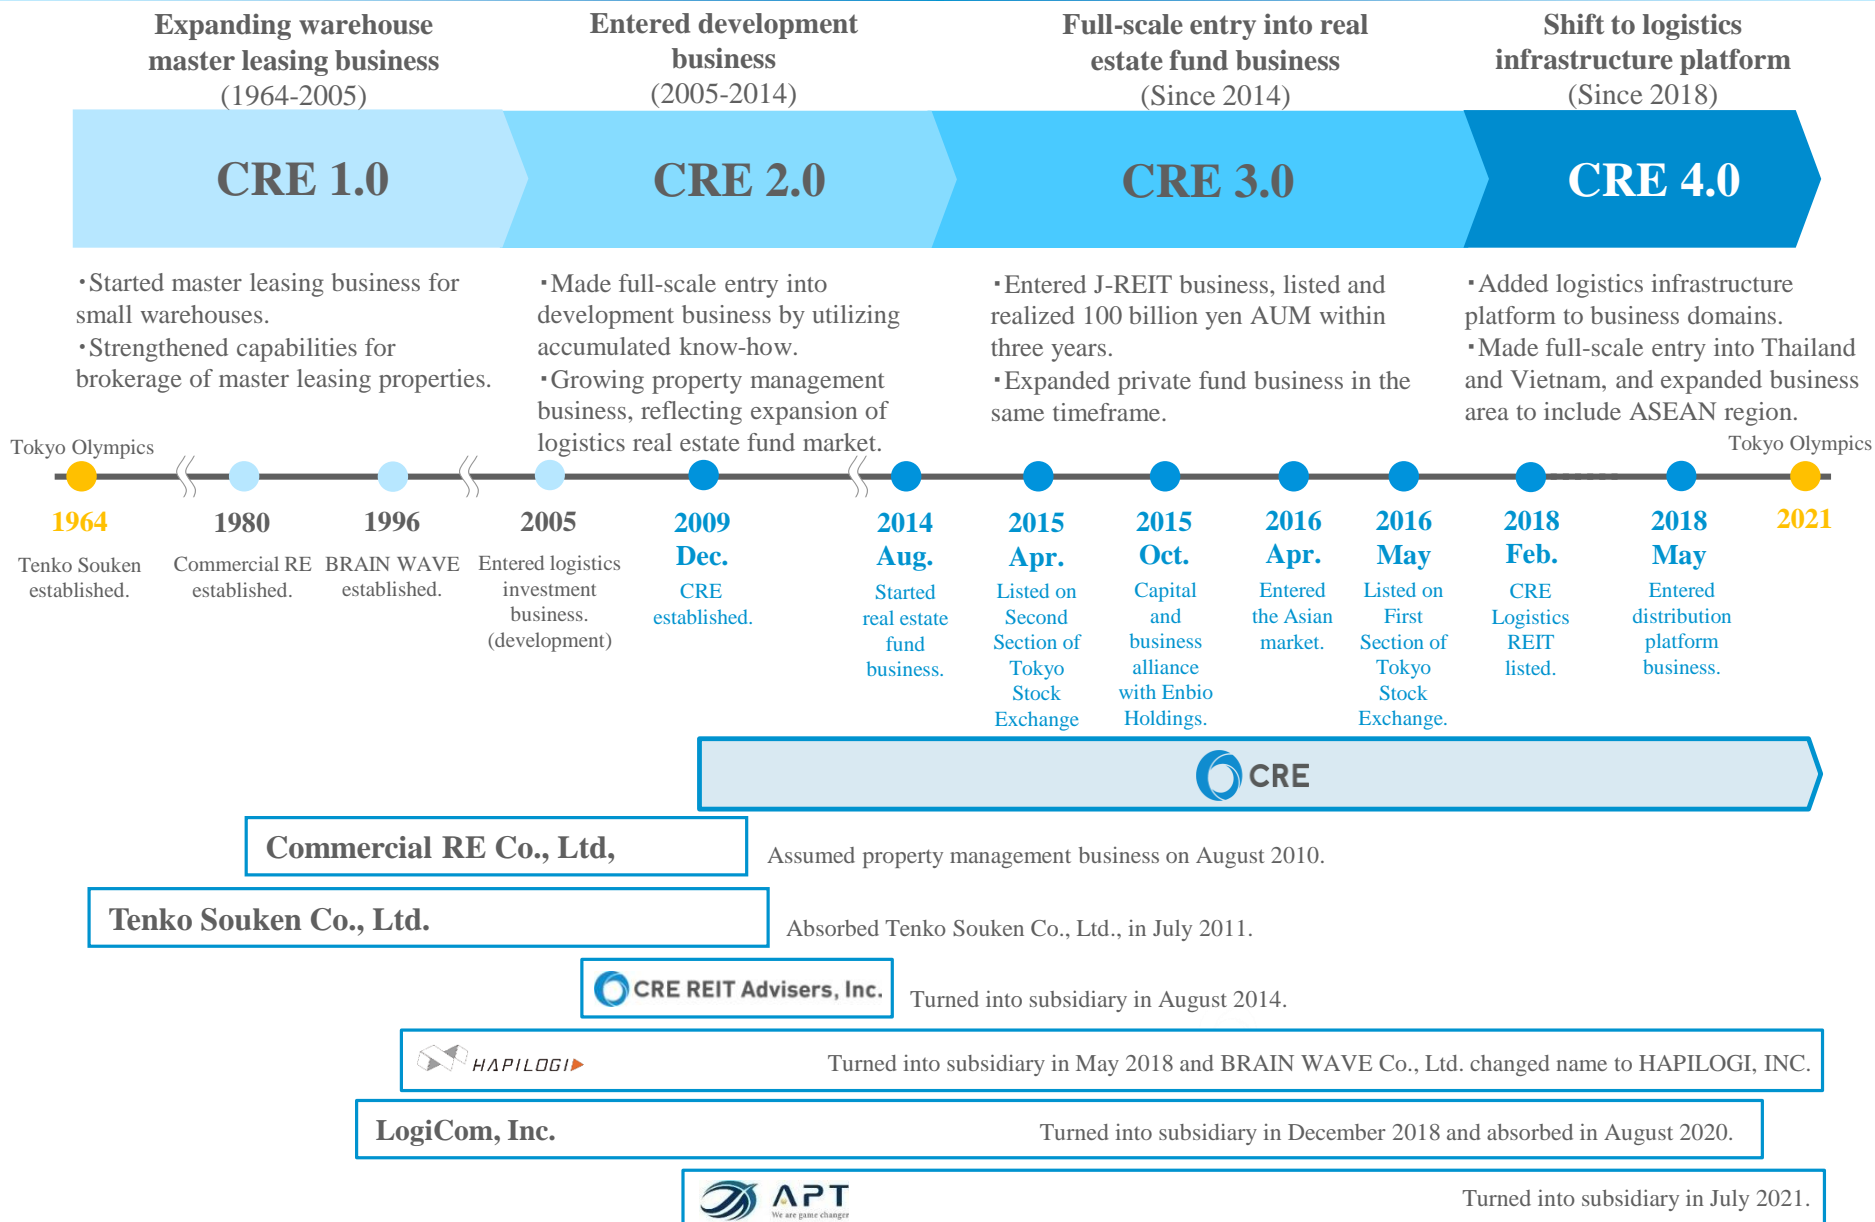 Expanding warehouse
master leasing business
(1964-2005)
Entered development
business
(2005-2014)
Full-scale entry into real
estate fund business
(Since 2014)
Shift to logistics
infrastructure platform
(Since 2018)
CRE 1.0
CRE 2.0
CRE 3.0
CRE 4.0
・Started master leasing business for
small warehouses.
・Strengthened capabilities for
brokerage of master leasing properties.
・Made full-scale entry into
development business by utilizing
accumulated know-how.
・Growing property management
business, reflecting expansion of
logistics real estate fund market.
・Entered J-REIT business, listed and
realized 100 billion yen AUM within
three years.
・Expanded private fund business in the
same timeframe.
・Added logistics infrastructure
platform to business domains.
・Made full-scale entry into Thailand
and Vietnam, and expanded business
area to include ASEAN region.
Tokyo Olympics
Tokyo Olympics
1964
Tenko Souken
established.
1980
Commercial RE
established.
1996
BRAIN WAVE
established.
2005
Entered logistics
investment
business.
(development)
2009
Dec.
CRE
established.
2014
Aug.
Started
real estate
fund
business.
2015
Apr.
Listed on
Second
Section of
Tokyo
Stock
Exchange
2015
Oct.
Capital
and
business
alliance
with Enbio
Holdings.
2016
Apr.
Entered
the Asian
market.
2016
May
Listed on
First
Section of
Tokyo
Stock
Exchange.
2018
Feb.
CRE
Logistics
REIT
listed.
2018
May
Entered
distribution
platform
business.
2021
CRE
Commercial RE Co., Ltd,
Assumed property management business on August 2010.
Tenko Souken Co., Ltd.
Absorbed Tenko Souken Co., Ltd., in July 2011.
CRE REIT Advisers, Inc.
Turned into subsidiary in August 2014.
HAPILOGI
Turned into subsidiary in May 2018 and BRAIN WAVE Co., Ltd. changed name to HAPILOGI, INC.
LogiCom, Inc.
Turned into subsidiary in December 2018 and absorbed in August 2020.
APT
We are game changer
Turned into subsidiary in July 2021.